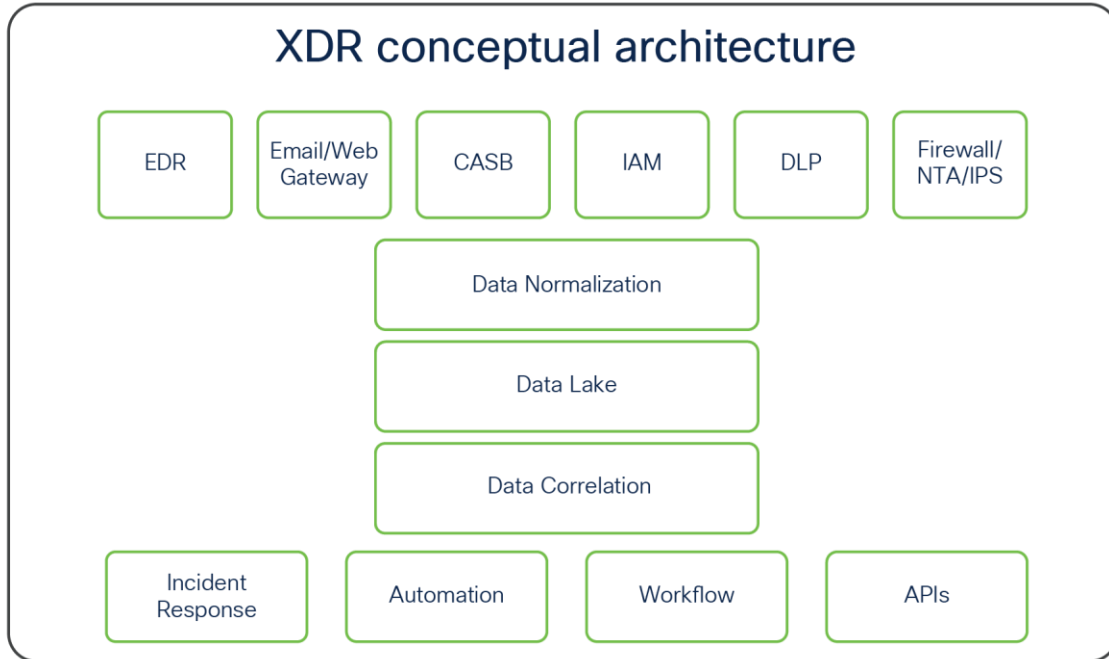 XDR conceptual architecture
EDR
Email/Web
Gateway
CASB
IAM
DLP
Firewall/
NTA/IPS
Data Normalization
Data Lake
Data Correlation
Incident
Response
Automation
Workflow
APIs